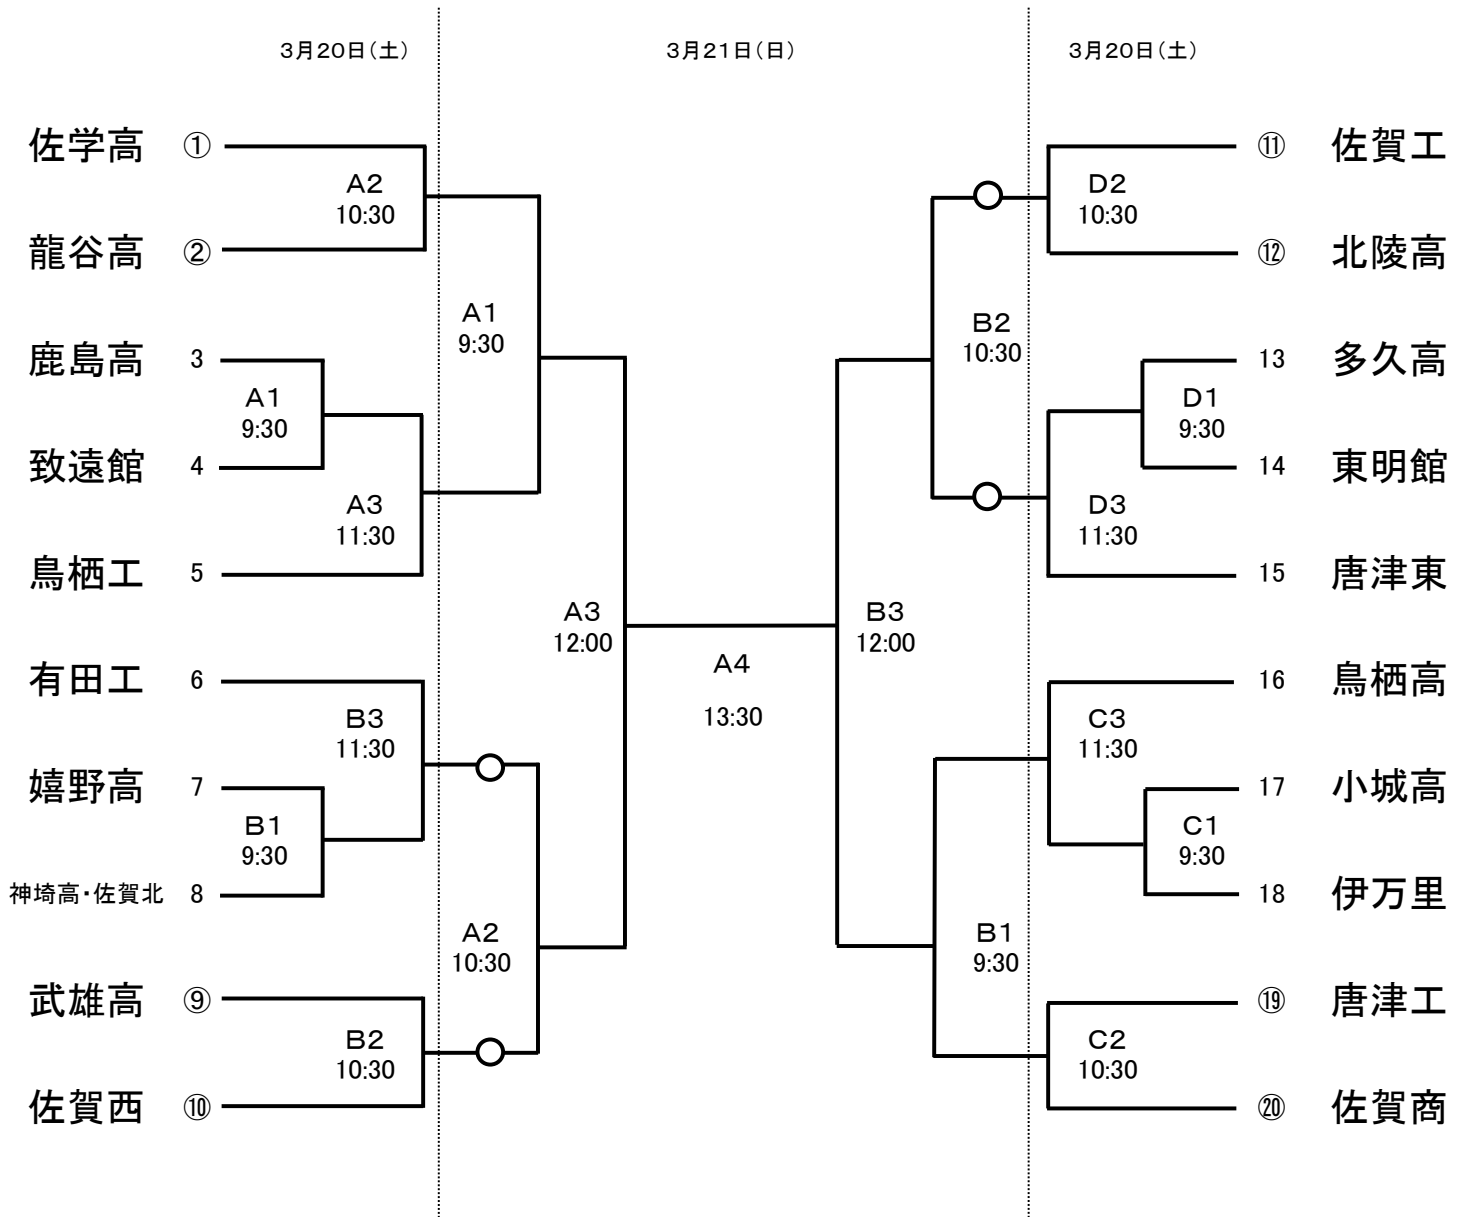 3月20日(土)
3月21日(日)
3月20日(土)
佐学高 ①
⑪ 佐賀工
A2
10:30
D2
10:30
龍谷高 ②
⑫ 北陵高
A1
9:30
B2
10:30
鹿島高 3
13 多久高
A1
9:30
D1
9:30
致遠館 4
14 東明館
A3
11:30
D3
11:30
鳥栖工 5
15 唐津東
A3
12:00
B3
12:00
A4
13:30
有田工 6
16 鳥栖高
B3
11:30
C3
11:30
嬉野高 7
17 小城高
B1
9:30
C1
9:30
神埼高・佐賀北 8
18 伊万里
A2
10:30
B1
9:30
武雄高 ⑨
⑲ 唐津工
B2
10:30
C2
10:30
佐賀西 ⑩
⑳ 佐賀商